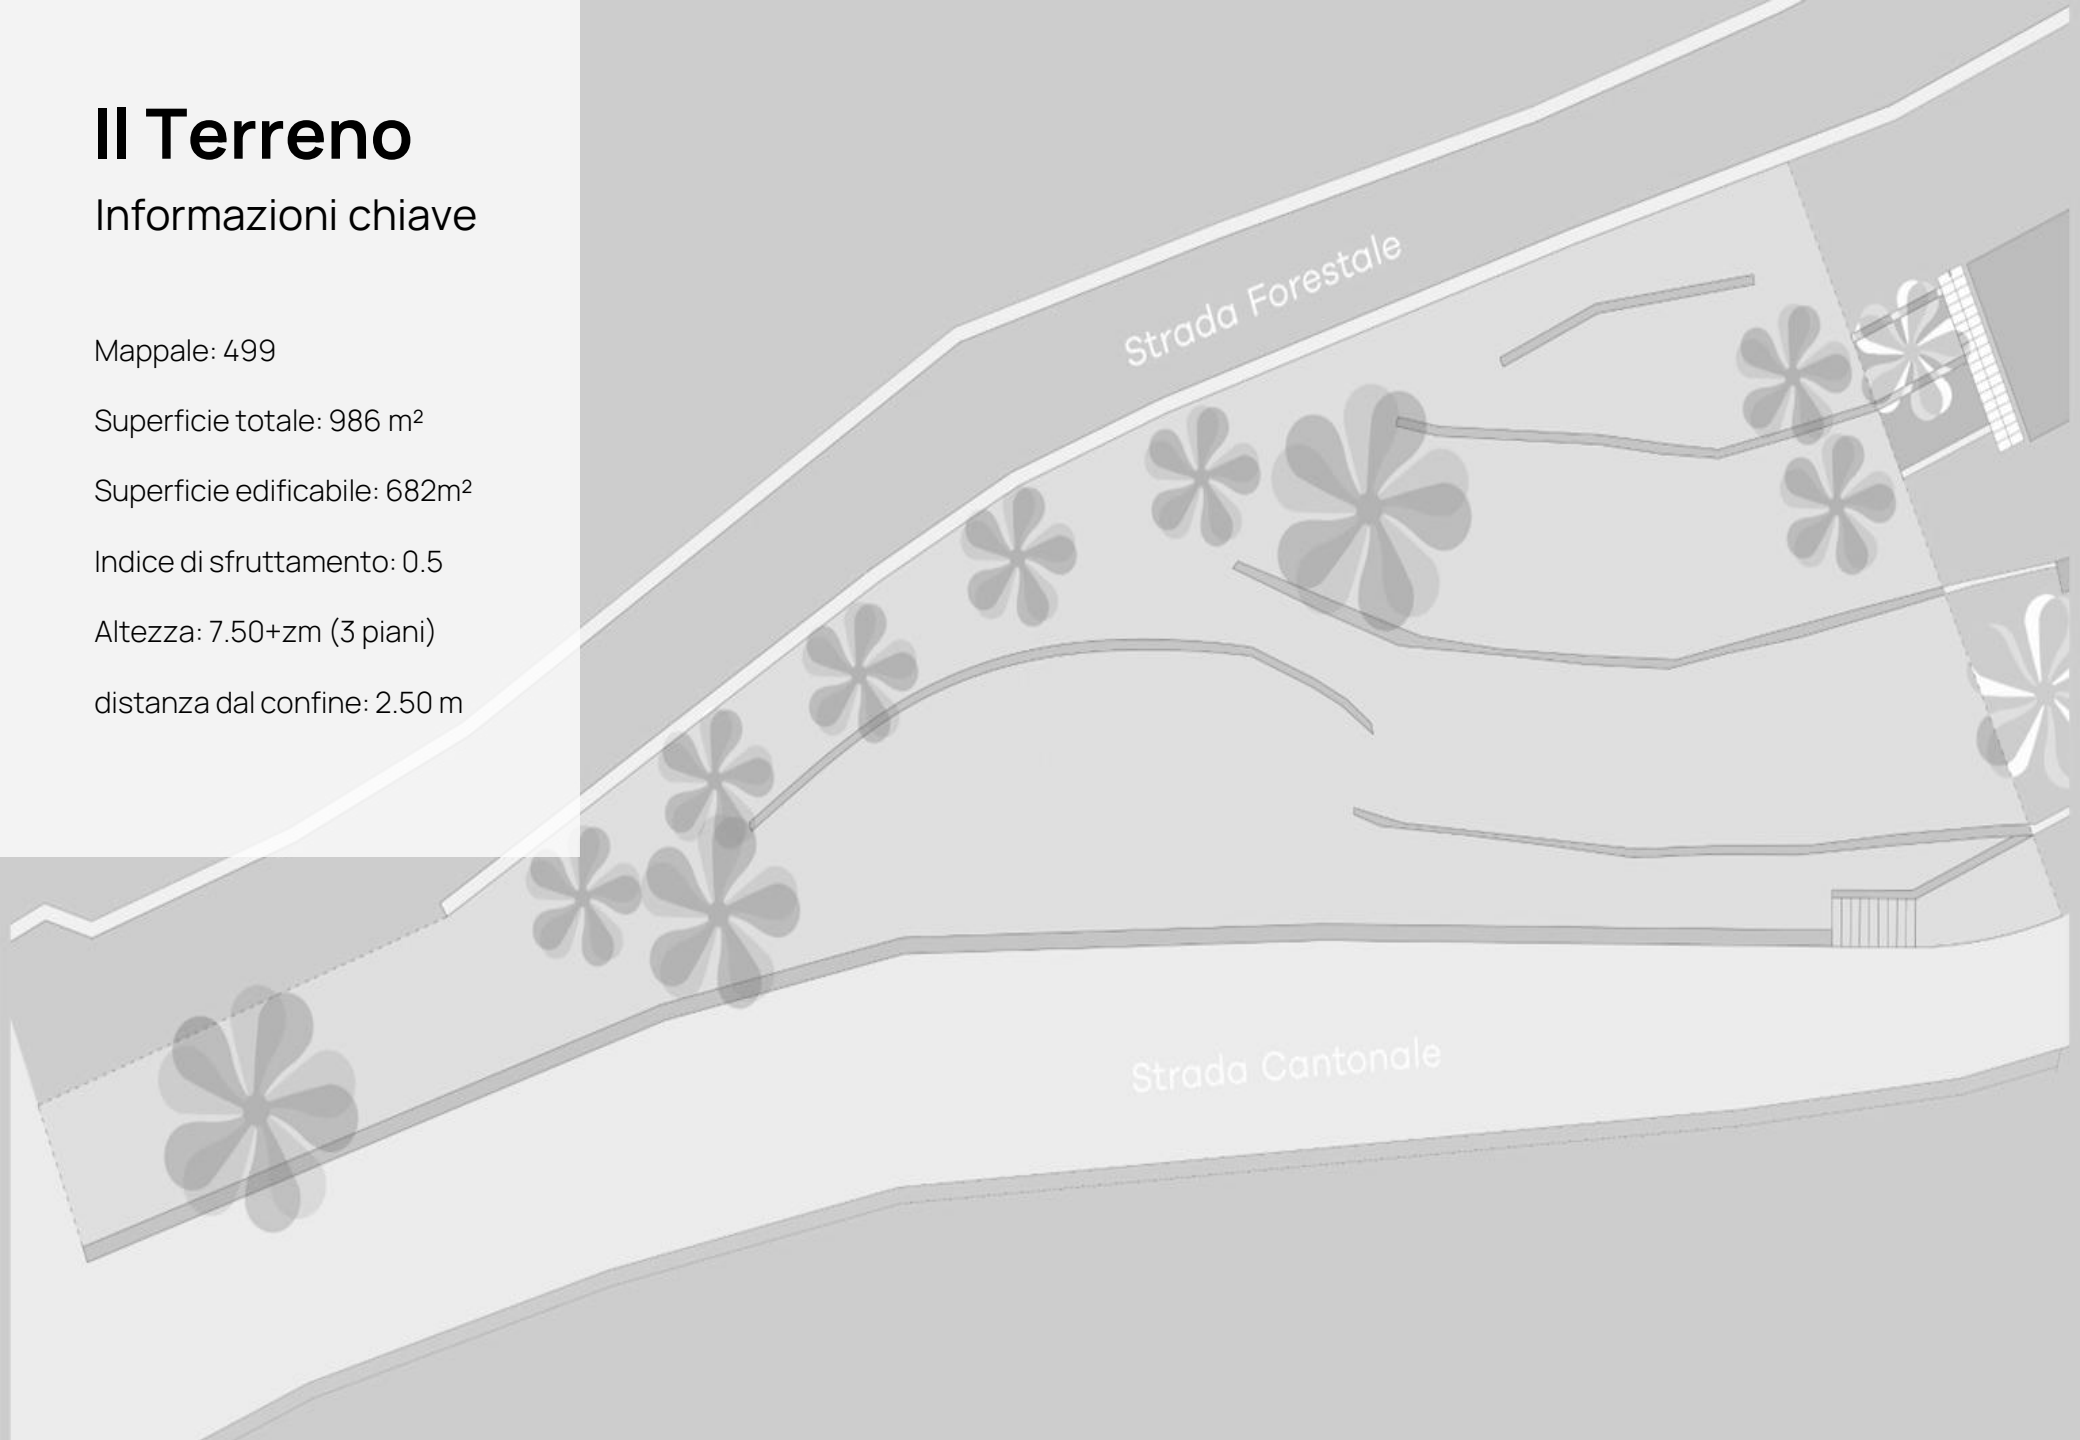 Il Terreno
Informazioni chiave
Mappale: 499
Superficie totale: 986 m²
Superficie edificabile: 682m²
Indice di sfruttamento: 0.5
Altezza: 7.50+zm (3 piani)
distanza dal confine: 2.50 m
Strada Forestale
Strada Cantonale